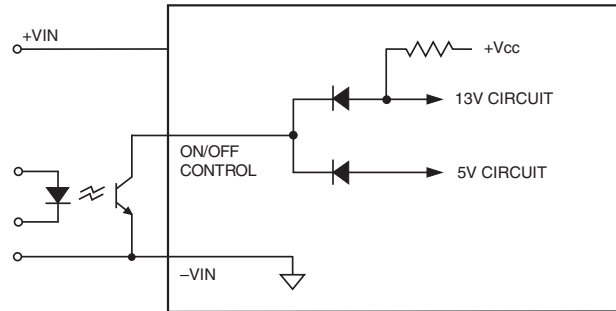 +VIN
+Vcc
13V CIRCUIT
ON/OFF
CONTROL
5V CIRCUIT
–VIN